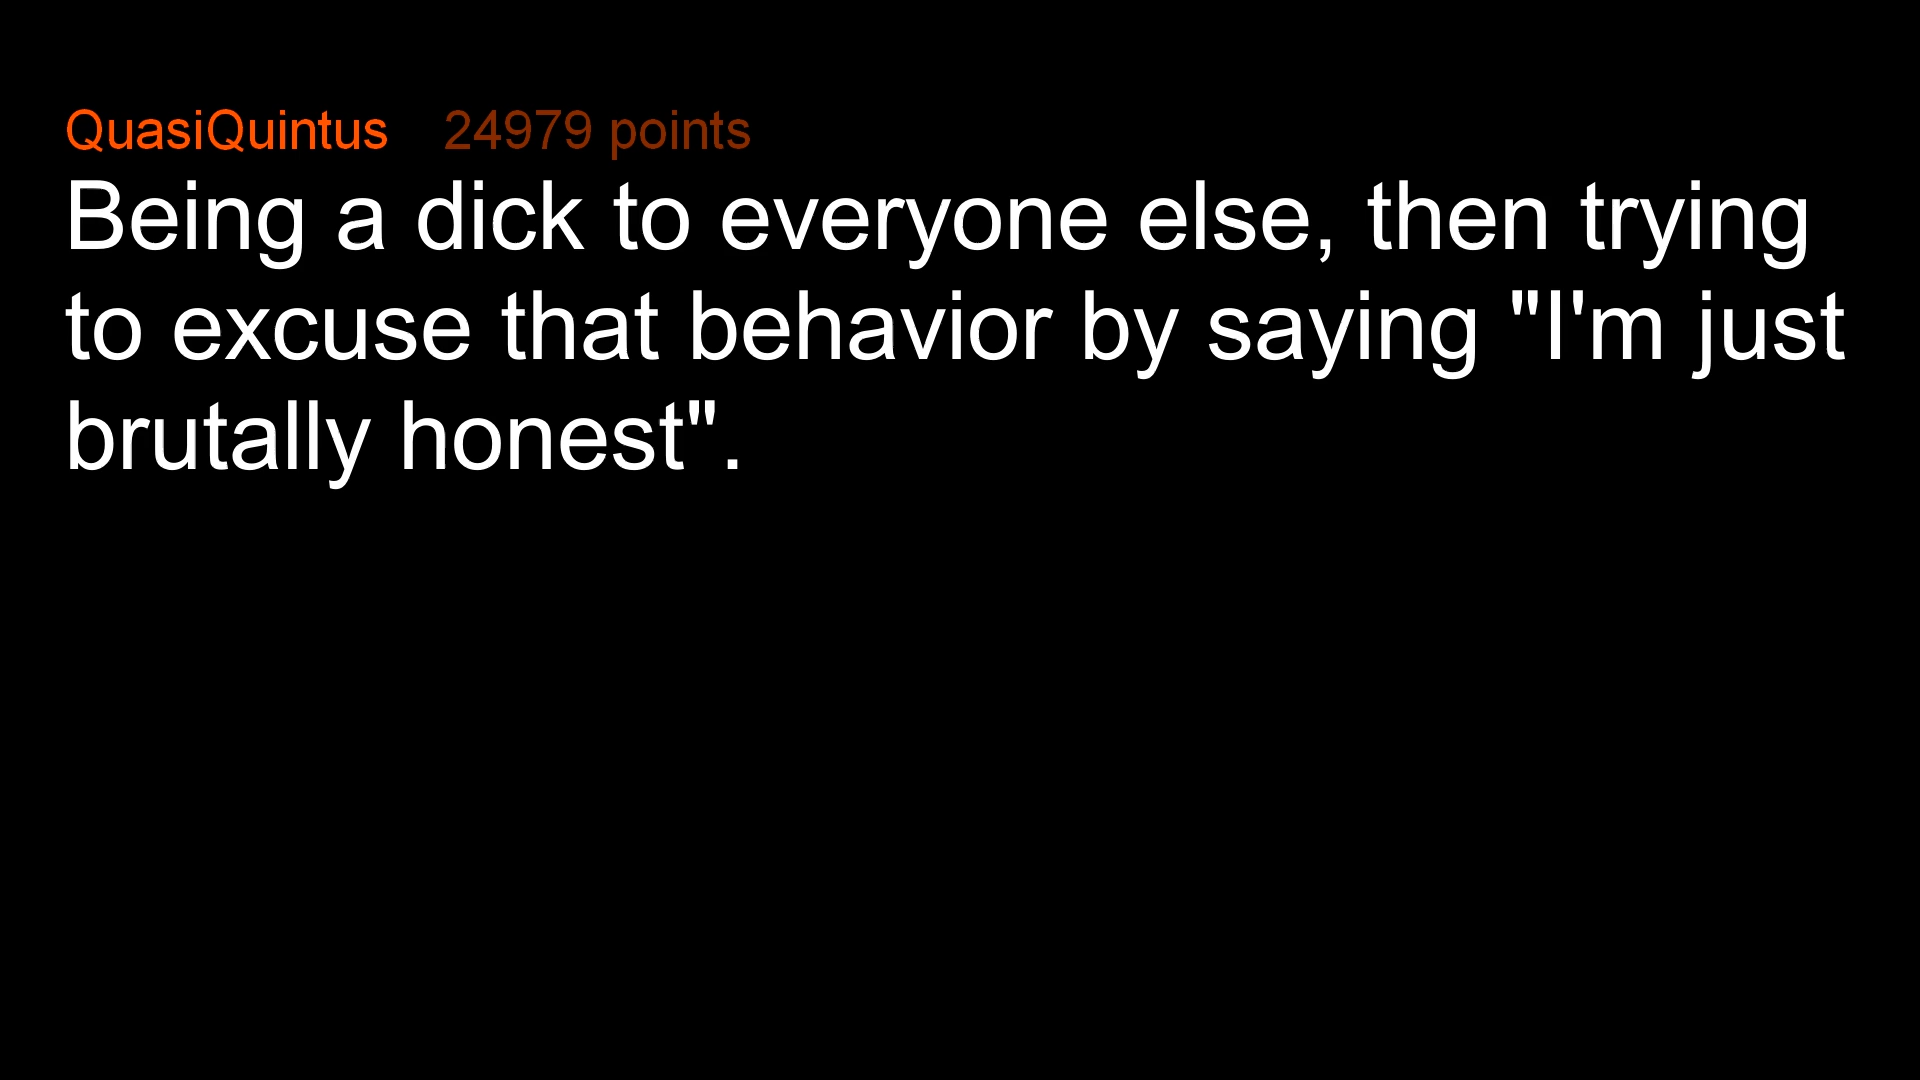 QuasiQuintus 24979 points
Being a dick to everyone else, then trying
to excuse that behavior by saying "I'm just
brutally honest".